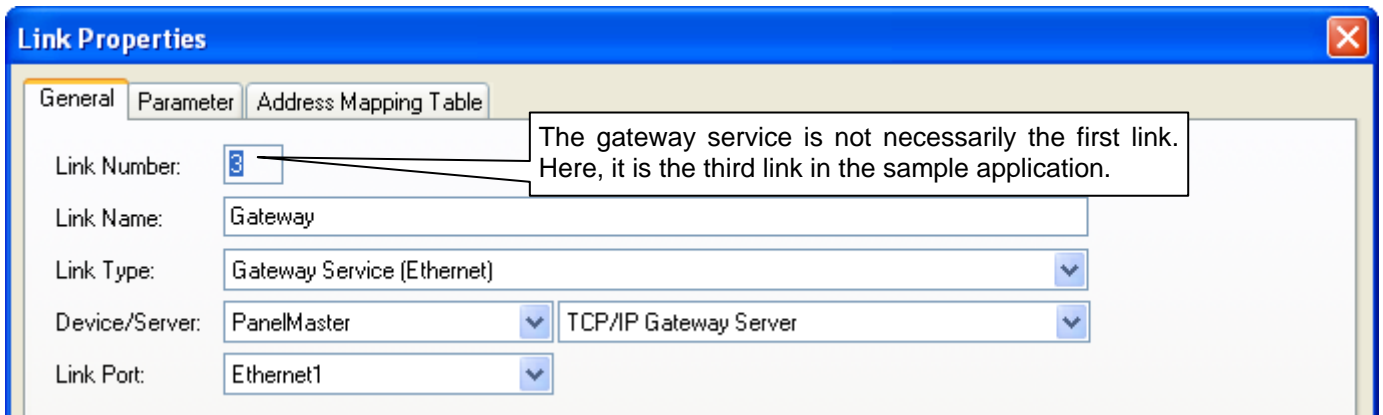 Link Properties
General Parameter Address Mapping Table
The gateway service is not necessarily the first link.
Here, it is the third link in the sample application.
Link Number: 3
Link Name: Gateway
Link Type: Gateway Service (Ethernet)
Device/Server: PanelMaster TCP/IP Gateway Server
Link Port: Ethernet1